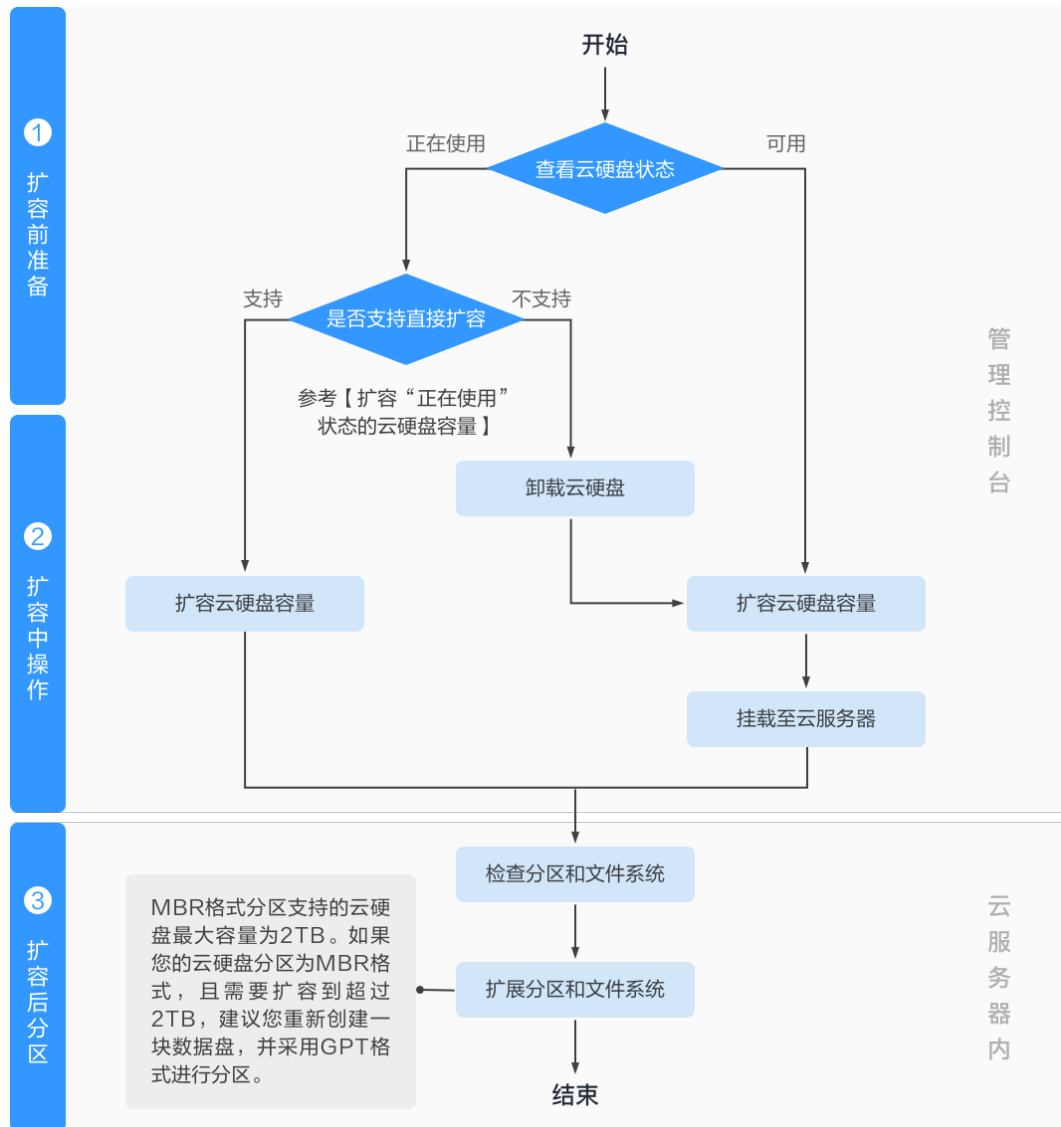 1
扩容前准备
开始
正在使用
可用
查看云硬盘状态
支持
不支持
是否支持直接扩容
参考【扩容“正在使用”
状态的云硬盘容量】
管理控制台
2
扩容中操作
卸载云硬盘
扩容云硬盘容量
扩容云硬盘容量
挂载至云服务器
3
扩容后分区
检查分区和文件系统
MBR格式分区支持的云硬
盘最大容量为2TB。如果
您的云硬盘分区为MBR格
式，且需要扩容到超过
2TB，建议您重新创建一
块数据盘，并采用GPT格
式进行分区。
扩展分区和文件系统
结束
云服务器内